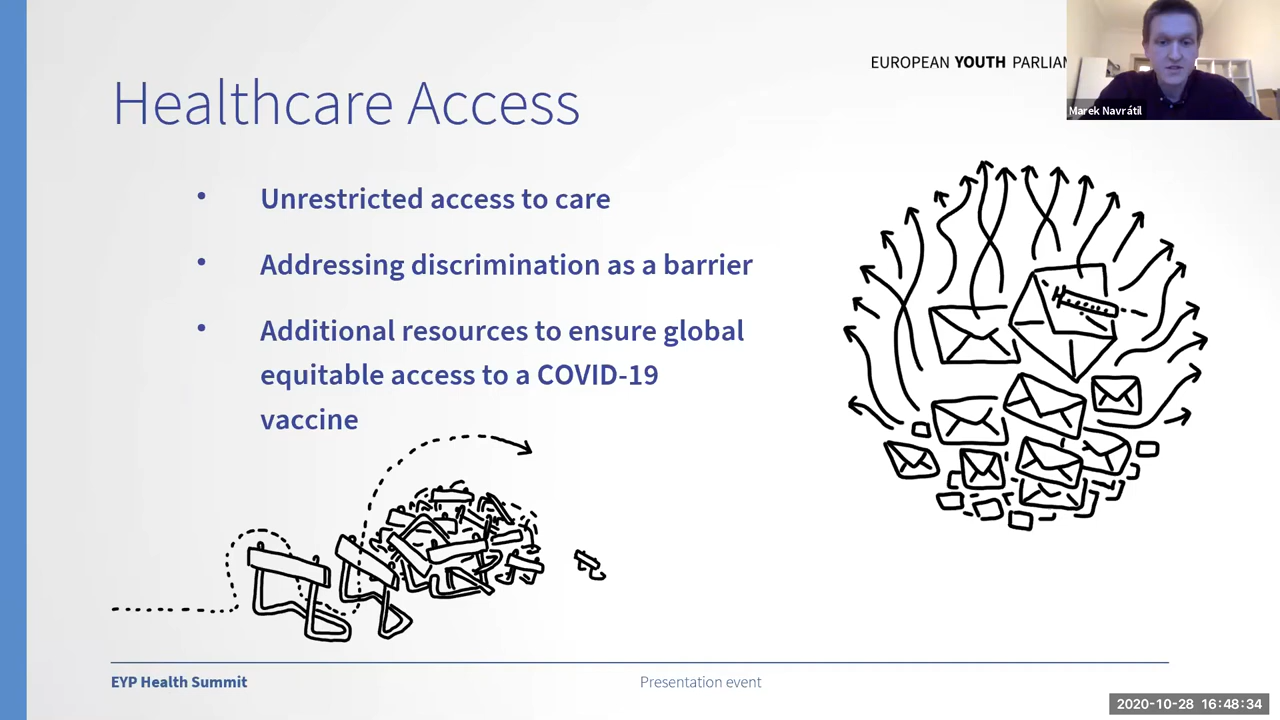 EUROPEAN YOUTH PARLIAM
Marek Navrátil
Healthcare Access
• Unrestricted access to care
• Addressing discrimination as a barrier
• Additional resources to ensure global
equitable access to a COVID-19
vaccine
EYP Health Summit
Presentation event
2020-10-28 16:48:34